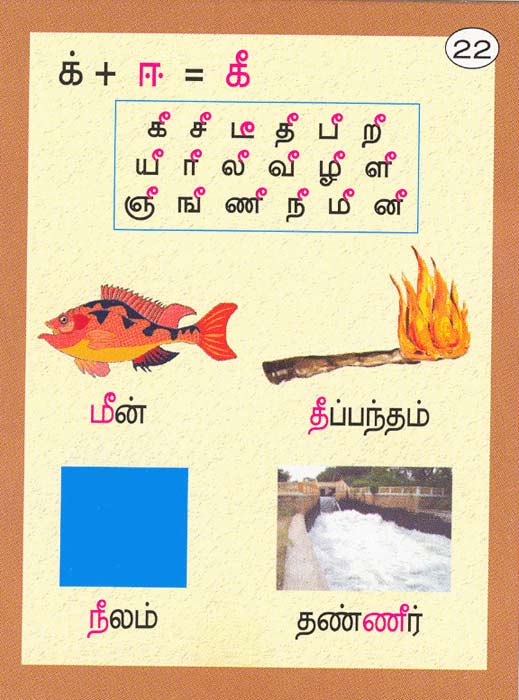 22
க் + ஈ = கீ
கீ சீ டீ தீ பீ றீ
யீ ரீ லீ வீ ழீ ளீ
ஞீ ஙீ ணீ நீ மீ னீ
மீன்
தீப்பந்தம்
நீலம்
தண்ணீர்